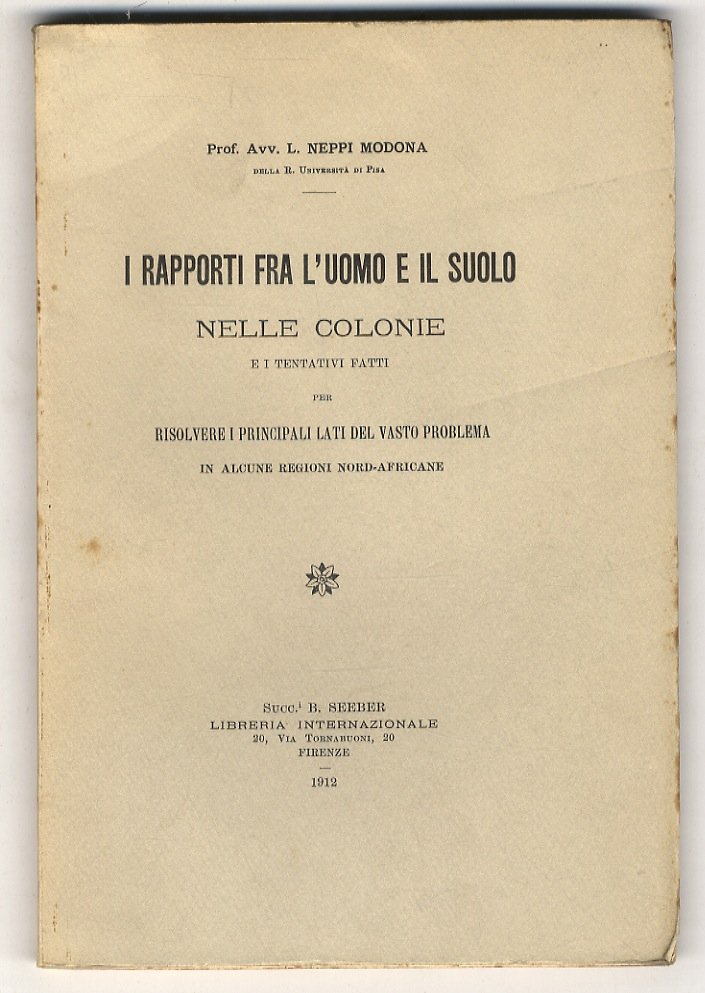 Prof. Avv. L. NEPPI MODONA
DELLA R. UNIVERSITÀ DI PISA
I RAPPORTI FRA L'UOMO E IL SUOLO
NELLE COLONIE
E I TENTATIVI FATTI
PER
RISOLVERE I PRINCIPALI LATI DEL VASTO PROBLEMA
IN ALCUNE REGIONI NORD-AFRICANE
SUCC.i B. SEEBER
LIBRERIA INTERNAZIONALE
20, VIA TORNABUONI, 20
FIRENZE
1912